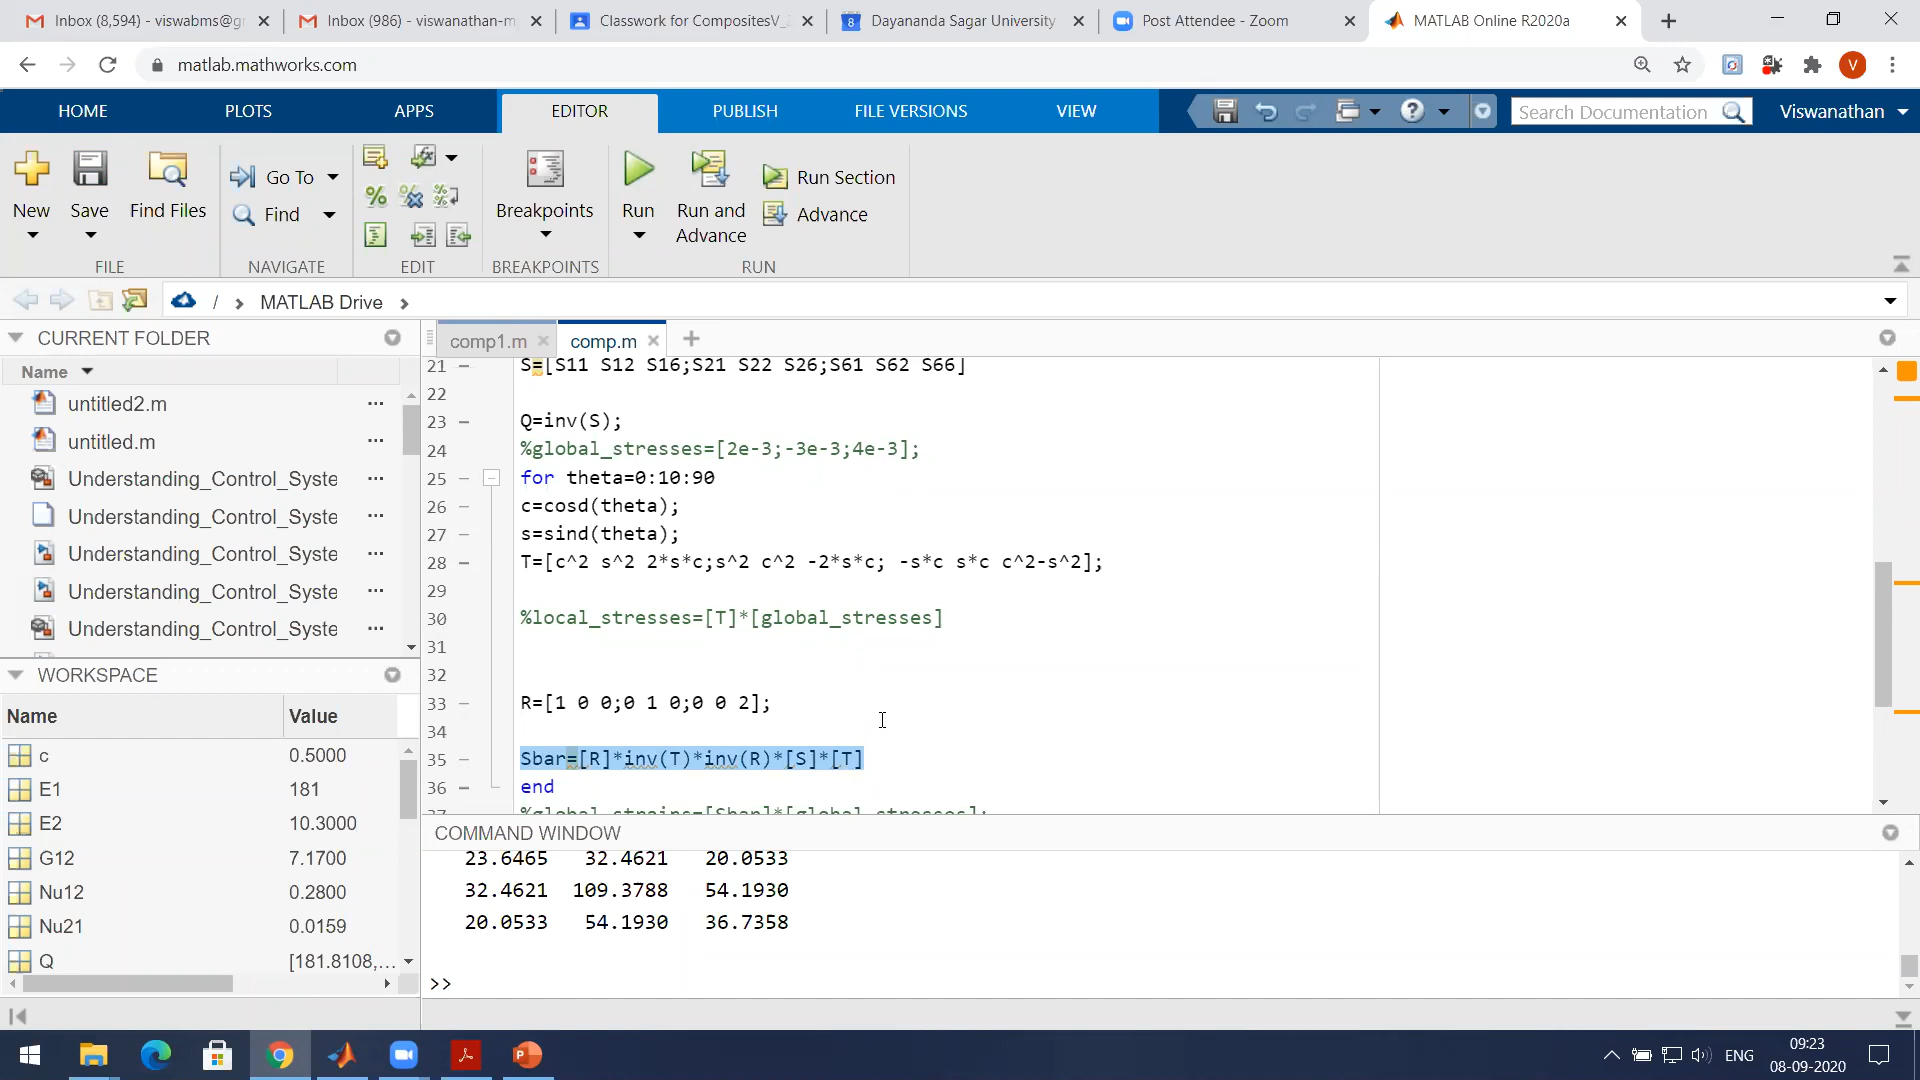 Inbox (8,594) - viswabms@g
Inbox (986) - viswanathan-m
Classwork for CompositesV_
Dayananda Sagar University
Post Attendee - Zoom
MATLAB Online R2020a
matlab.mathworks.com
V
HOME PLOTS APPS EDITOR PUBLISH FILE VERSIONS VIEW
Search Documentation
Viswanathan
New
Save
Find Files
Go To
Find
Breakpoints
Run
Run and
Advance
Run Section
Advance
FILE NAVIGATE EDIT BREAKPOINTS RUN
/ > MATLAB Drive >
CURRENT FOLDER
Name
untitled2.m
untitled.m
Understanding_Control_Syste
Understanding_Control_Syste
Understanding_Control_Syste
Understanding_Control_Syste
Understanding_Control_Syste
WORKSPACE
Name Value
c 0.5000
E1 181
E2 10.3000
G12 7.1700
Nu12 0.2800
Nu21 0.0159
Q [181.8108,...
comp1.m
comp.m
21 S=[S11 S12 S16;S21 S22 S26;S61 S62 S66]
22
23 Q=inv(S);
24 %global_stresses=[2e-3;-3e-3;4e-3];
25 for theta=0:10:90
26 c=cosd(theta);
27 s=sind(theta);
28 T=[c^2 s^2 2*s*c;s^2 c^2 -2*s*c; -s*c s*c c^2-s^2];
29
30 %local_stresses=[T]*[global_stresses]
31
32
33 R=[1 0 0;0 1 0;0 0 2];
34
35 Sbar=[R]*inv(T)*inv(R)*[S]*[T]
36 end
37 %global_strains=[Sbar]*[global_stresses];
COMMAND WINDOW
23.6465 32.4621 20.0533
32.4621 109.3788 54.1930
20.0533 54.1930 36.7358
>>
ENG
09:23
08-09-2020